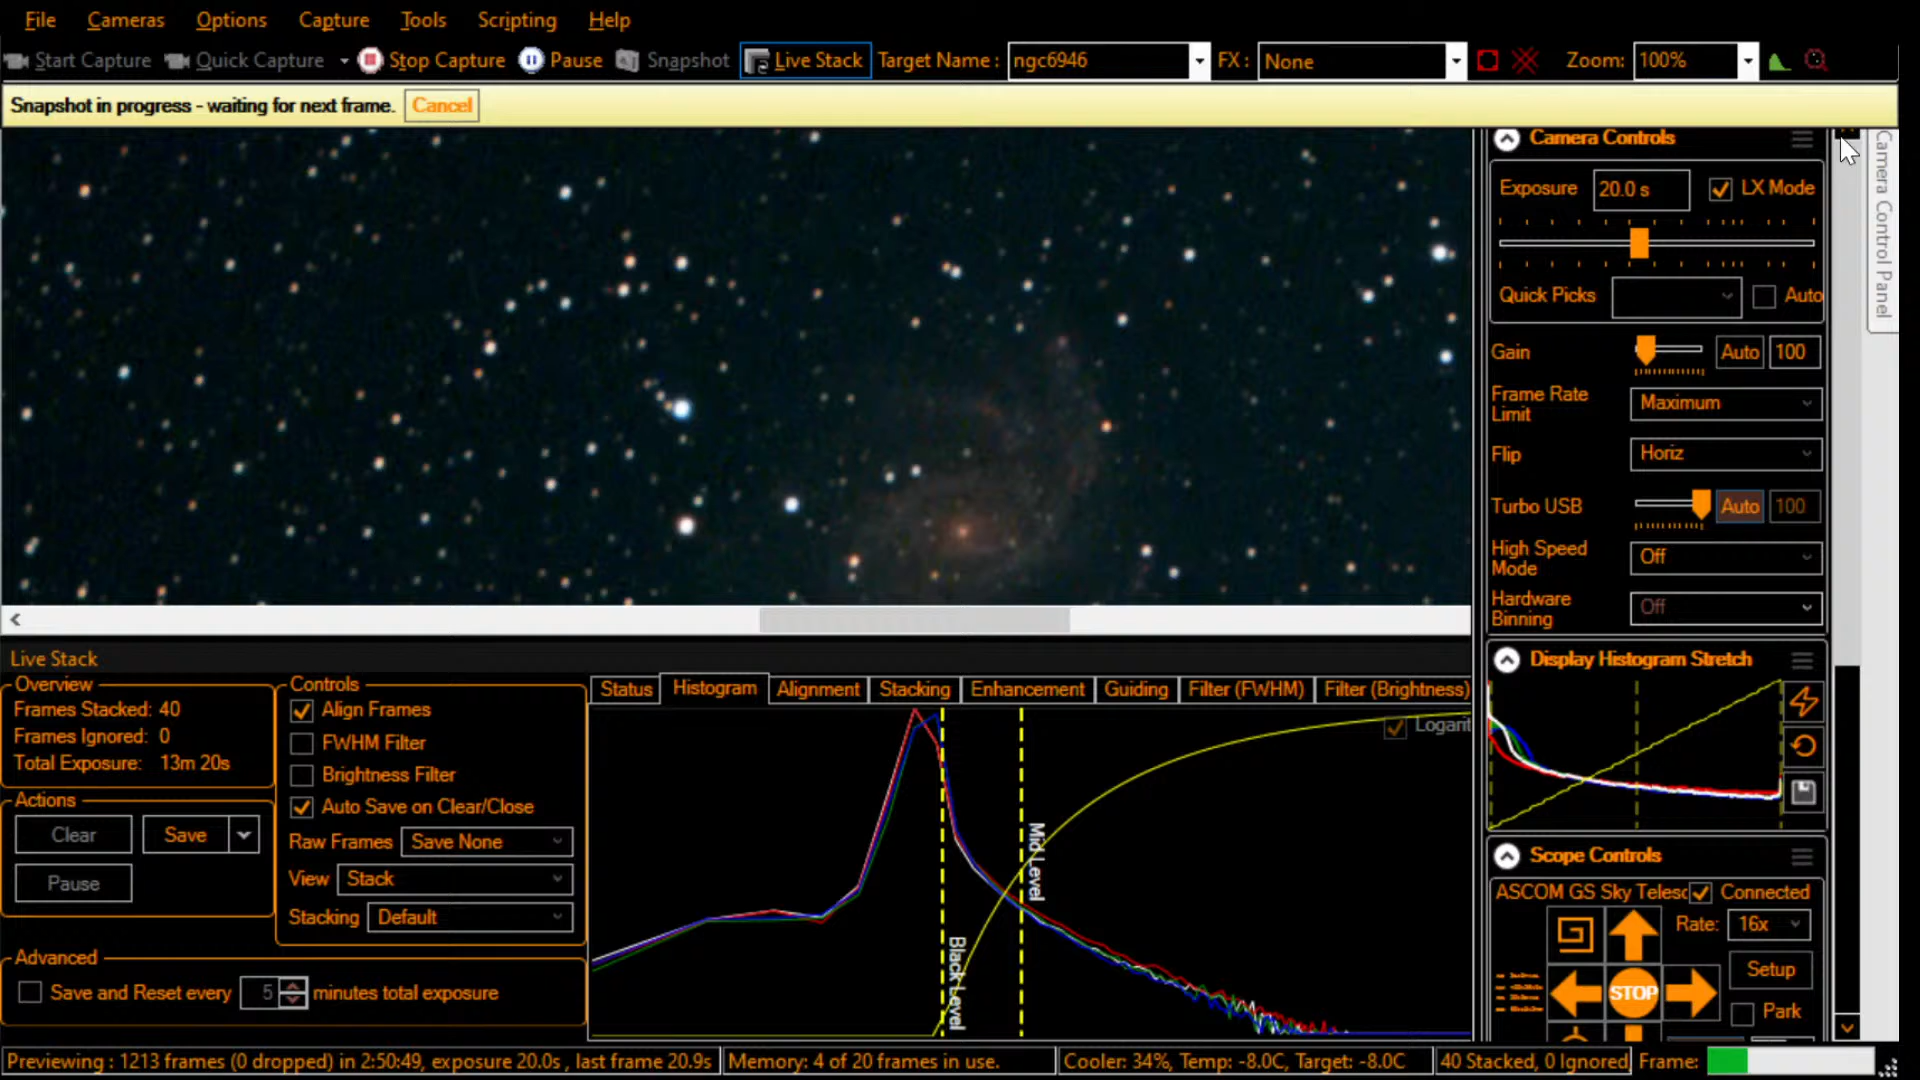 File Cameras Options Capture Tools Scripting Help
Start Capture Quick Capture Stop Capture Pause Snapshot Live Stack Target Name : ngc6946 FX : None Zoom: 100%
Snapshot in progress - waiting for next frame. Cancel
Camera Controls
Camera Control Panel
Exposure 20.0 s LX Mode
Quick Picks Auto
Gain Auto 100
Frame Rate Limit Maximum
Flip Horiz
Turbo USB Auto 100
High Speed Mode Off
Hardware Binning Off
Display Histogram Stretch
Scope Controls
ASCOM GS Sky Telesc Connected
Rate: 16x
Setup
STOP
Park
Live Stack
Overview
Frames Stacked: 40
Frames Ignored: 0
Total Exposure: 13m 20s
Actions
Clear Save
Pause
Controls
Align Frames
FWHM Filter
Brightness Filter
Auto Save on Clear/Close
Raw Frames Save None
View Stack
Stacking Default
Advanced
Save and Reset every 5 minutes total exposure
Status Histogram Alignment Stacking Enhancement Guiding Filter (FWHM) Filter (Brightness)
Logarit
Mid Level
Black Level
Previewing : 1213 frames (0 dropped) in 2:50:49, exposure 20.0s , last frame 20.9s Memory: 4 of 20 frames in use. Cooler: 34%, Temp: -8.0C, Target: -8.0C 40 Stacked, 0 Ignored, Frame: